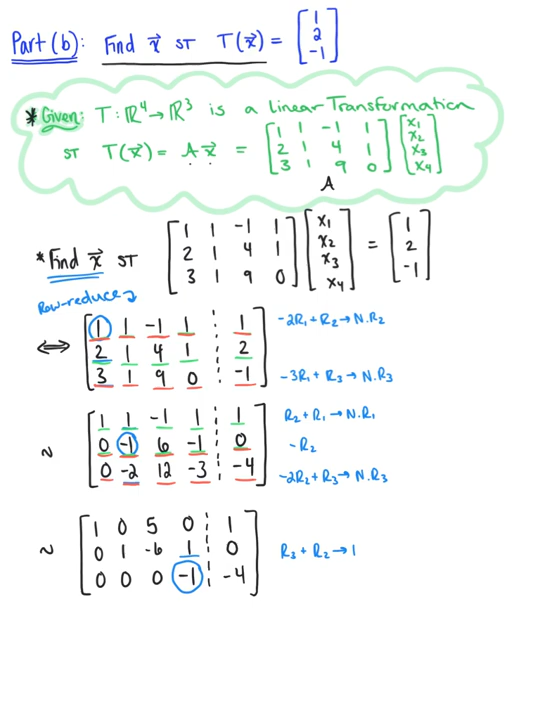 Part (b): Find x⃗ ST T(x⃗) = [1; 2; -1]
*Given: T: ℝ⁴ → ℝ³ is a linear Transformation
ST T(x⃗) = Ax⃗ = [1 1 -1 1; 2 1 4 1; 3 1 9 0] [x₁; x₂; x₃; x₄]
A
*Find x⃗ ST [1 1 -1 1; 2 1 4 1; 3 1 9 0] [x₁; x₂; x₃; x₄] = [1; 2; -1]
Row-reduce
⟺ [1 1 -1 1 ¦ 1; 2 1 4 1 ¦ 2; 3 1 9 0 ¦ -1]
-2R₁ + R₂ → N.R₂
-3R₁ + R₃ → N.R₃
~ [1 1 -1 1 ¦ 1; 0 -1 6 -1 ¦ 0; 0 -2 12 -3 ¦ -4]
R₂ + R₁ → N.R₁
-R₂
-2R₂ + R₃ → N.R₃
~ [1 0 5 0 ¦ 1; 0 1 -6 1 ¦ 0; 0 0 0 -1 ¦ -4]
R₃ + R₂ → 1